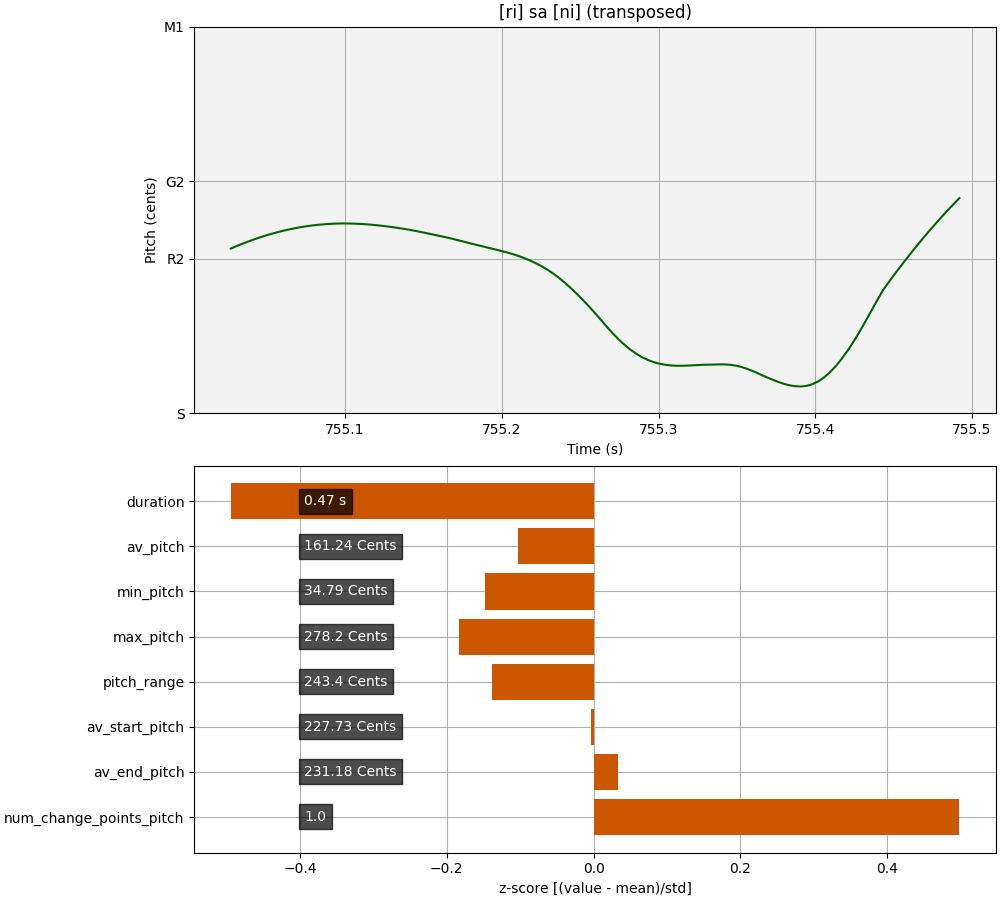 [ri] sa [ni] (transposed)
M1
G2
R2
S
Pitch (cents)
755.1 755.2 755.3 755.4 755.5
Time (s)
duration 0.47 s
av_pitch 161.24 Cents
min_pitch 34.79 Cents
max_pitch 278.2 Cents
pitch_range 243.4 Cents
av_start_pitch 227.73 Cents
av_end_pitch 231.18 Cents
num_change_points_pitch 1.0
−0.4 −0.2 0.0 0.2 0.4
z-score [(value - mean)/std]